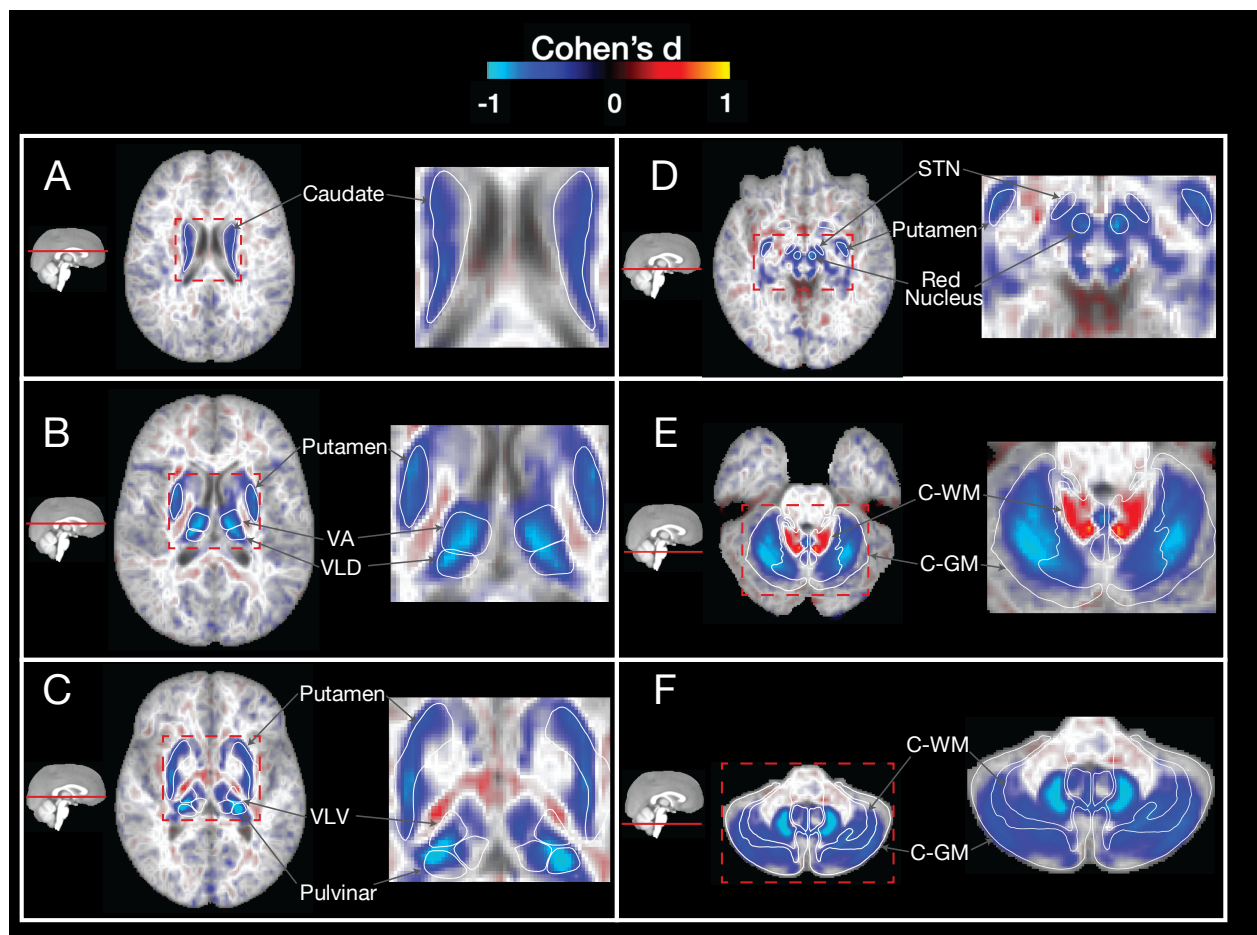 Cohen's d
-1 0 1
A
Caudate
B
Putamen
VA
VLD
C
Putamen
VLV
Pulvinar
D
STN
Putamen
Red
Nucleus
E
C-WM
C-GM
F
C-WM
C-GM